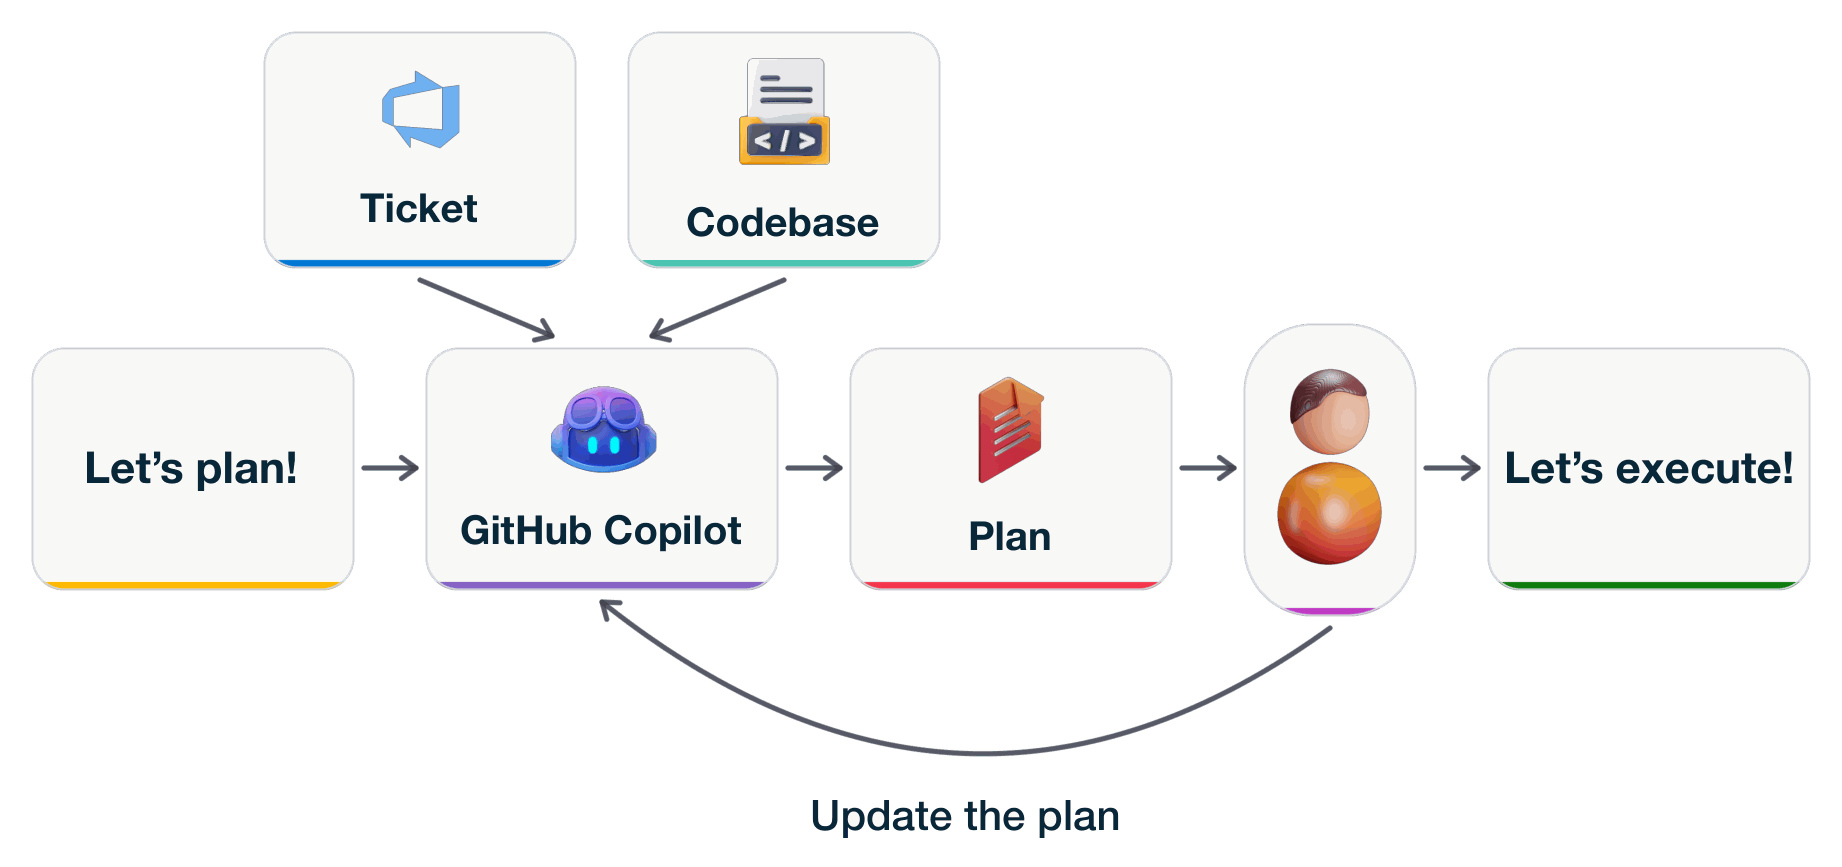 Ticket
Codebase
</>
Let’s plan!
GitHub Copilot
Plan
Let’s execute!
Update the plan